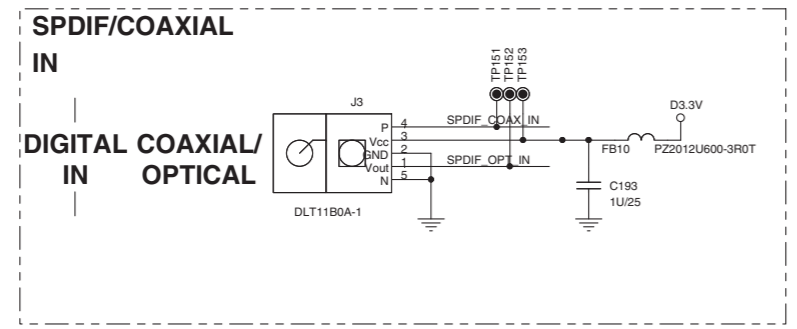 SPDIF/COAXIAL
IN
TP151
TP152
TP153
J3
D3.3V
P 4 SPDIF_COAX_IN
Vcc 3
GND 2
Vout 1 SPDIF_OPT_IN
N 5
FB10 PZ2012U600-3R0T
DIGITAL COAXIAL/
IN OPTICAL
C193
1U/25
DLT11B0A-1